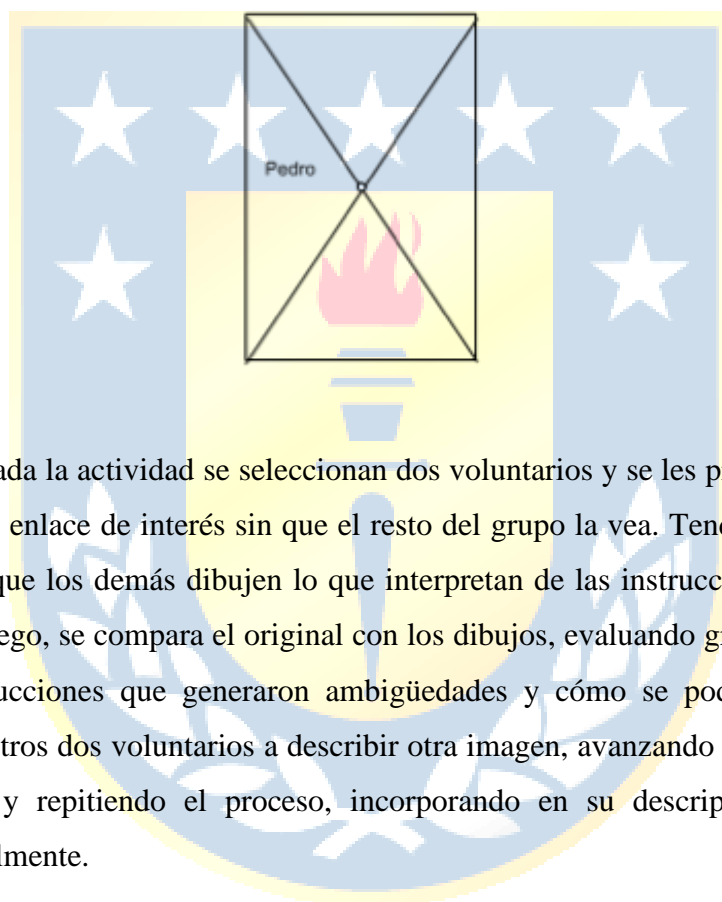 Pedro
ada la actividad se seleccionan dos voluntarios y se les p
enlace de interés sin que el resto del grupo la vea. Tend
que los demás dibujen lo que interpretan de las instrucc
ego, se compara el original con los dibujos, evaluando g
ucciones que generaron ambigüedades y cómo se pod
tros dos voluntarios a describir otra imagen, avanzando
y repitiendo el proceso, incorporando en su descrip
lmente.